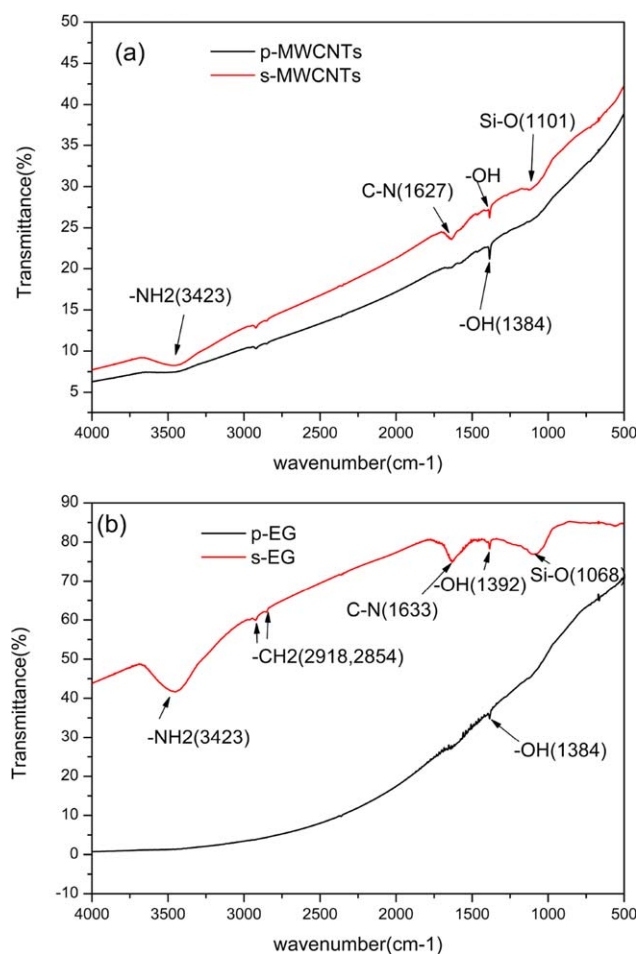 50
(a)
p-MWCNTs
s-MWCNTs
45
40
35
30
25
20
15
10
5
Transmittance(%)
Si-O(1101)
-OH
C-N(1627)
-NH2(3423)
-OH(1384)
4000 3500 3000 2500 2000 1500 1000 500
wavenumber(cm-1)
90
(b)
p-EG
s-EG
80
70
60
50
40
30
20
10
0
-10
Transmittance(%)
-OH(1392)
Si-O(1068)
C-N(1633)
-CH2(2918,2854)
-NH2(3423)
-OH(1384)
4000 3500 3000 2500 2000 1500 1000 500
wavenumber(cm-1)